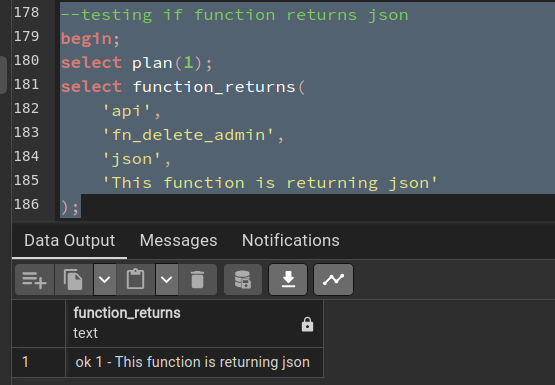 178 --testing if function returns json
179 begin;
180 select plan(1);
181 select function_returns(
182 'api',
183 'fn_delete_admin',
184 'json',
185 'This function is returning json'
186 );
Data Output Messages Notifications
function_returns
text
1 ok 1 - This function is returning json